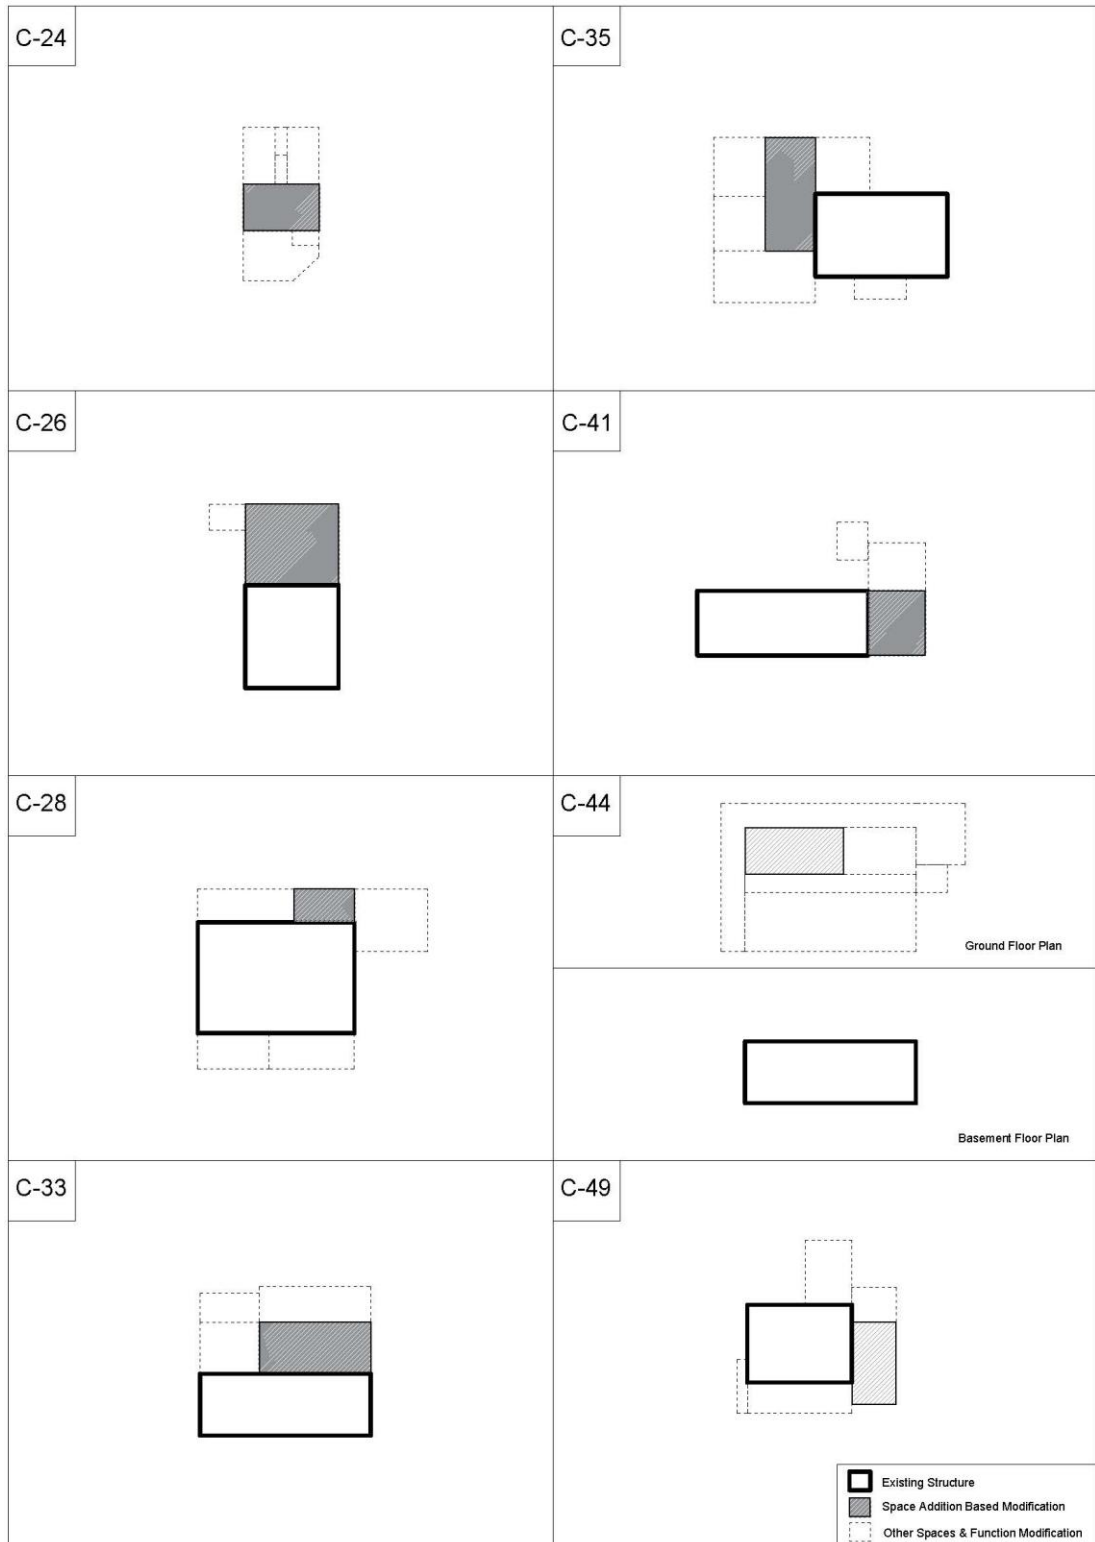 C-24
C-35
C-26
C-41
C-28
C-44
Ground Floor Plan
Basement Floor Plan
C-33
C-49
Existing Structure
Space Addition Based Modification
Other Spaces & Function Modification